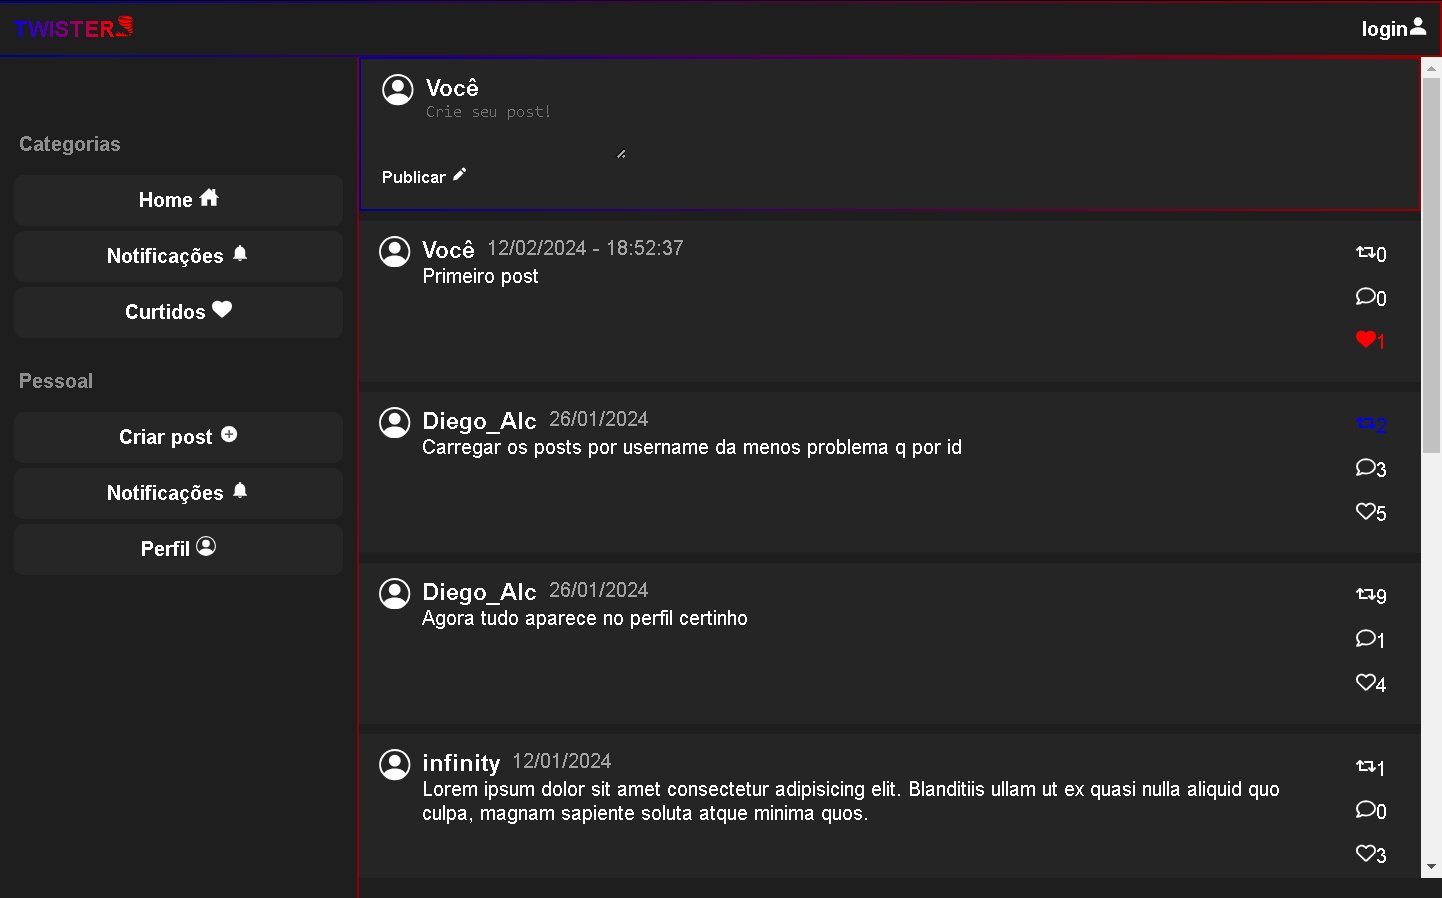 TWISTER
login
Categorias
Home
Notificações
Curtidos
Pessoal
Criar post
Notificações
Perfil
Você
Crie seu post!
Publicar
Você 12/02/2024 - 18:52:37
Primeiro post
0
0
1
Diego_Alc 26/01/2024
Carregar os posts por username da menos problema q por id
2
3
5
Diego_Alc 26/01/2024
Agora tudo aparece no perfil certinho
9
1
4
infinity 12/01/2024
Lorem ipsum dolor sit amet consectetur adipisicing elit. Blanditiis ullam ut ex quasi nulla aliquid quo
culpa, magnam sapiente soluta atque minima quos.
1
0
3